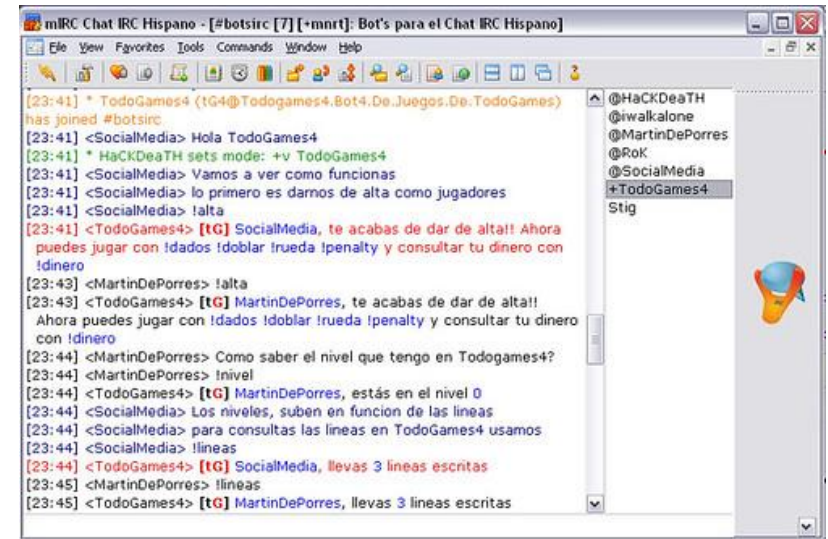 mIRC Chat IRC Hispano - [#botsirc [7] [+mnrt]: Bot's para el Chat IRC Hispano]
File View Favorites Tools Commands Window Help
[23:41] * TodoGames4 (tG4@Todogames4.Bot4.De.Juegos.De.TodoGames)
has joined #botsirc
[23:41] <SocialMedia> Hola TodoGames4
[23:41] * HaCKDeaTH sets mode: +v TodoGames4
[23:41] <SocialMedia> Vamos a ver como funcionas
[23:41] <SocialMedia> lo primero es darnos de alta como jugadores
[23:41] <SocialMedia> !alta
[23:41] <TodoGames4> [tG] SocialMedia, te acabas de dar de alta!! Ahora
puedes jugar con !dados !doblar !rueda !penalty y consultar tu dinero con
!dinero
[23:43] <MartinDePorres> !alta
[23:43] <TodoGames4> [tG] MartinDePorres, te acabas de dar de alta!!
Ahora puedes jugar con !dados !doblar !rueda !penalty y consultar tu dinero
con !dinero
[23:44] <MartinDePorres> Como saber el nivel que tengo en Todogames4?
[23:44] <MartinDePorres> !nivel
[23:44] <TodoGames4> [tG] MartinDePorres, estás en el nivel 0
[23:44] <SocialMedia> Los niveles, suben en funcion de las lineas
[23:44] <SocialMedia> para consultas las lineas en TodoGames4 usamos
[23:44] <SocialMedia> !lineas
[23:44] <TodoGames4> [tG] SocialMedia, llevas 3 lineas escritas
[23:45] <MartinDePorres> !lineas
[23:45] <TodoGames4> [tG] MartinDePorres, llevas 3 lineas escritas
@HaCKDeaTH
@iwalkalone
@MartinDePorres
@RoK
@SocialMedia
+TodoGames4
Stig